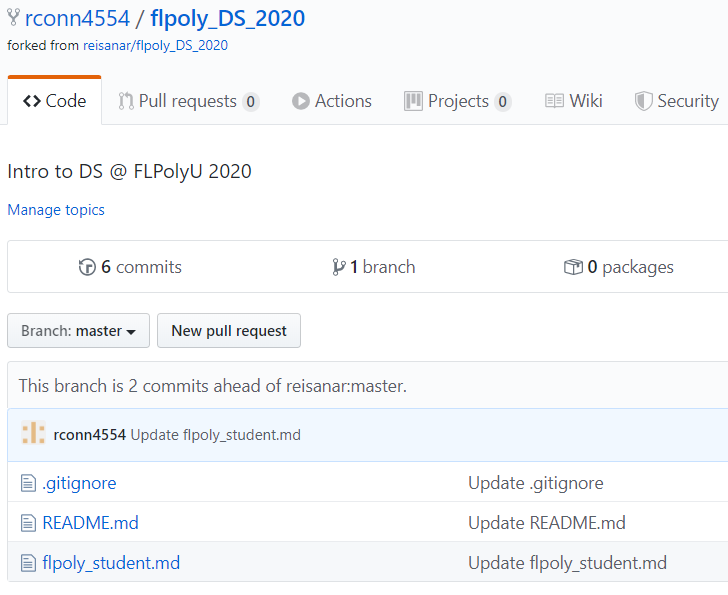 rconn4554 / flpoly_DS_2020
forked from reisanar/flpoly_DS_2020
Code Pull requests 0 Actions Projects 0 Wiki Security
Intro to DS @ FLPolyU 2020
Manage topics
6 commits 1 branch 0 packages
Branch: master New pull request
This branch is 2 commits ahead of reisanar:master.
rconn4554 Update flpoly_student.md
.gitignore Update .gitignore
README.md Update README.md
flpoly_student.md Update flpoly_student.md